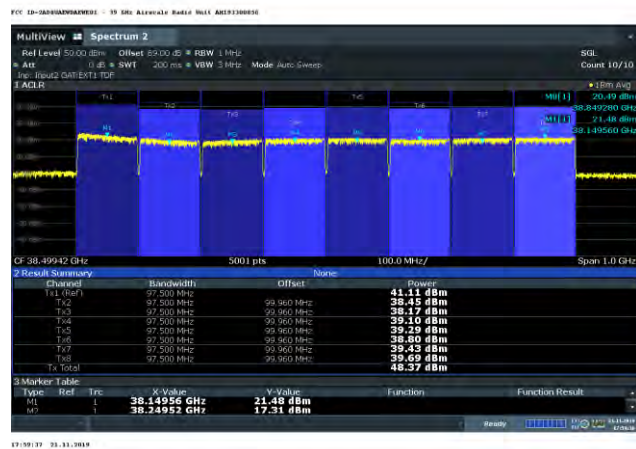 39 GHz Airscale Radio Unit
MultiView Spectrum 2
Ref Level 50.00 dBm Offset 89.00 dB RBW 1 MHz SGL
Att 0 dB SWT 200 ms VBW 3 MHz Mode Auto Sweep Count 10/10
1 ACLR 1Rm Avg
Tx1 M8[1] 20.49 dBm
Tx2 38.849280 GHz
Tx3 Tx5 Tx6 Tx7 M1[1] 21.48 dBm
38.149560 GHz
M1
CF 38.49942 GHz 5001 pts 100.0 MHz/ Span 1.0 GHz
2 Result Summary None
Channel Bandwidth Offset Power
Tx1 (Ref) 97.500 MHz 41.11 dBm
Tx2 97.500 MHz 99.960 MHz 38.45 dBm
Tx3 97.500 MHz 99.960 MHz 38.17 dBm
Tx4 97.500 MHz 99.960 MHz 39.10 dBm
Tx5 97.500 MHz 99.960 MHz 39.29 dBm
Tx6 97.500 MHz 99.960 MHz 38.80 dBm
Tx7 97.500 MHz 99.960 MHz 39.43 dBm
Tx8 97.500 MHz 99.960 MHz 39.69 dBm
Tx Total 48.37 dBm
3 Marker Table
Type Ref Trc X-Value Y-Value Function Function Result
M1 1 38.14956 GHz 21.48 dBm
M2 1 38.24952 GHz 17.31 dBm
Ready 21.11.2019
17:59:37 21.11.2019